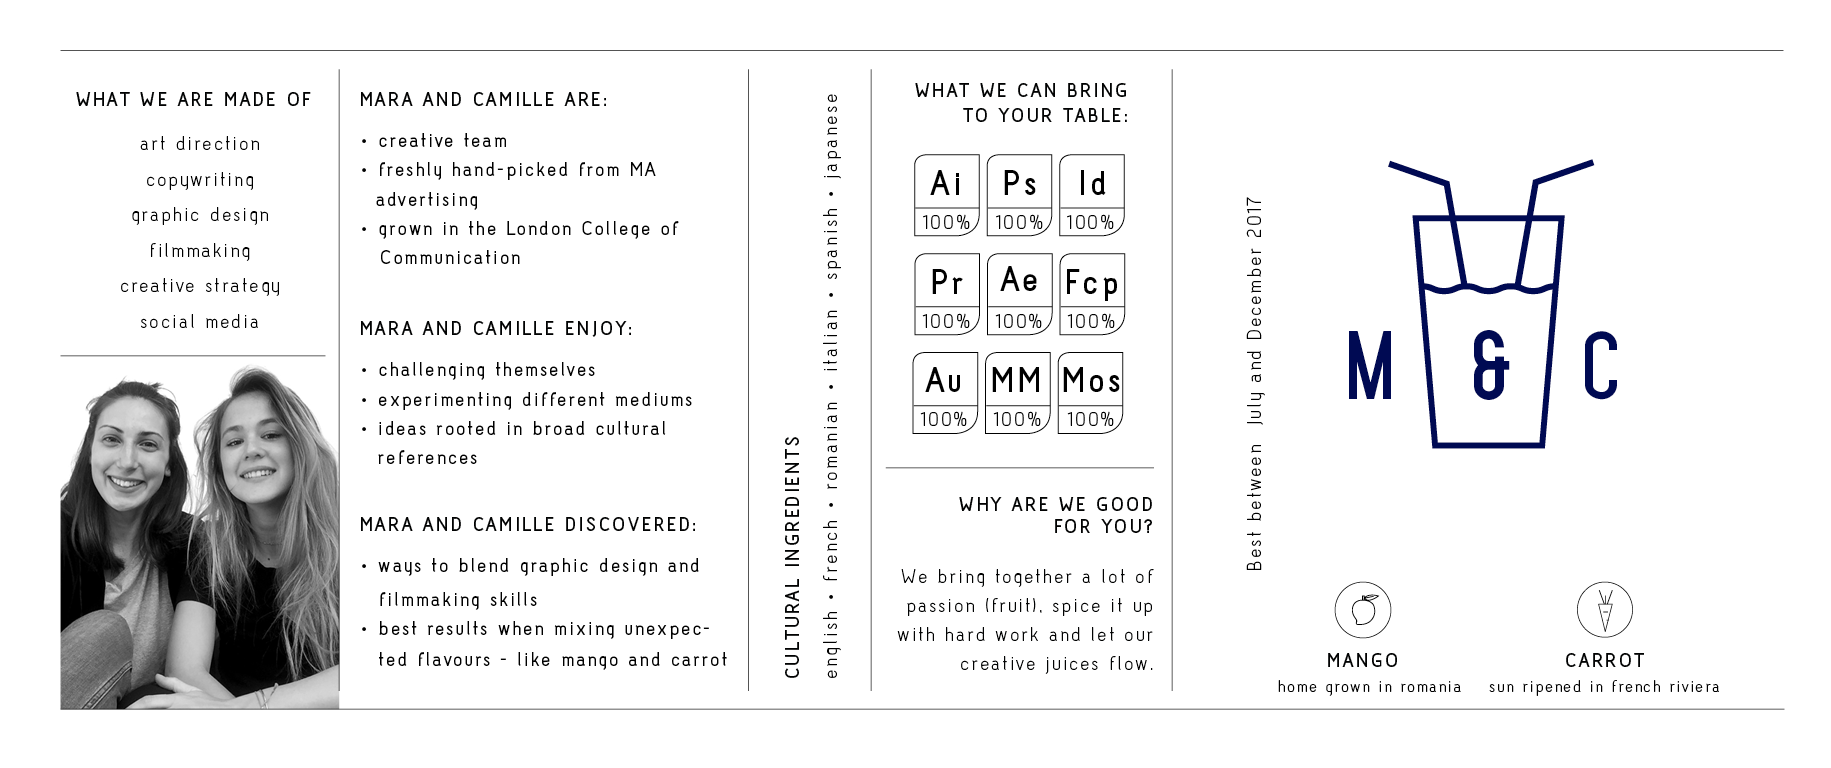 WHAT WE ARE MADE OF
art direction
copywriting
graphic design
filmmaking
creative strategy
social media
MARA AND CAMILLE ARE:
• creative team
• freshly hand-picked from MA
advertising
• grown in the London College of
Communication
MARA AND CAMILLE ENJOY:
• challenging themselves
• experimenting different mediums
• ideas rooted in broad cultural
references
MARA AND CAMILLE DISCOVERED:
• ways to blend graphic design and
filmmaking skills
• best results when mixing unexpec-
ted flavours - like mango and carrot
CULTURAL INGREDIENTS
english • french • romanian • italian • spanish • japanese
WHAT WE CAN BRING
TO YOUR TABLE:
Ai Ps Id
100% 100% 100%
Pr Ae Fcp
100% 100% 100%
Au MM Mos
100% 100% 100%
WHY ARE WE GOOD
FOR YOU?
We bring together a lot of
passion (fruit), spice it up
with hard work and let our
creative juices flow.
Best between July and December 2017
M & C
MANGO
home grown in romania
CARROT
sun ripened in french riviera